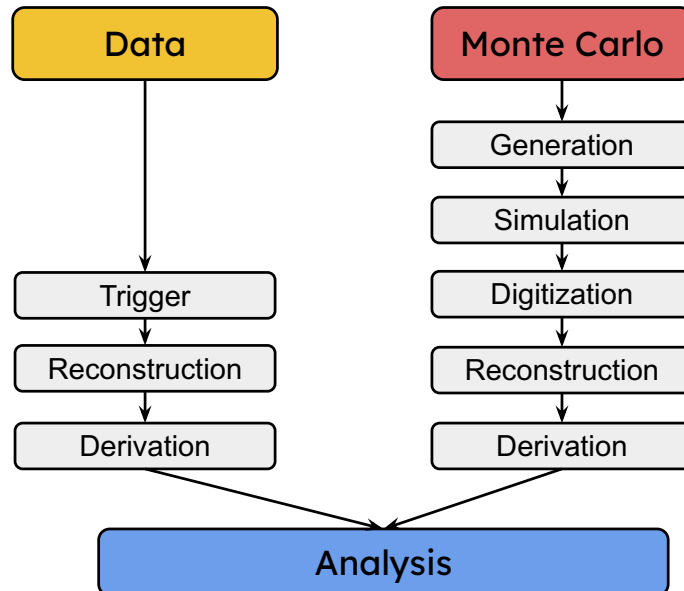 Data
Monte Carlo
Generation
Simulation
Trigger
Digitization
Reconstruction
Reconstruction
Derivation
Derivation
Analysis